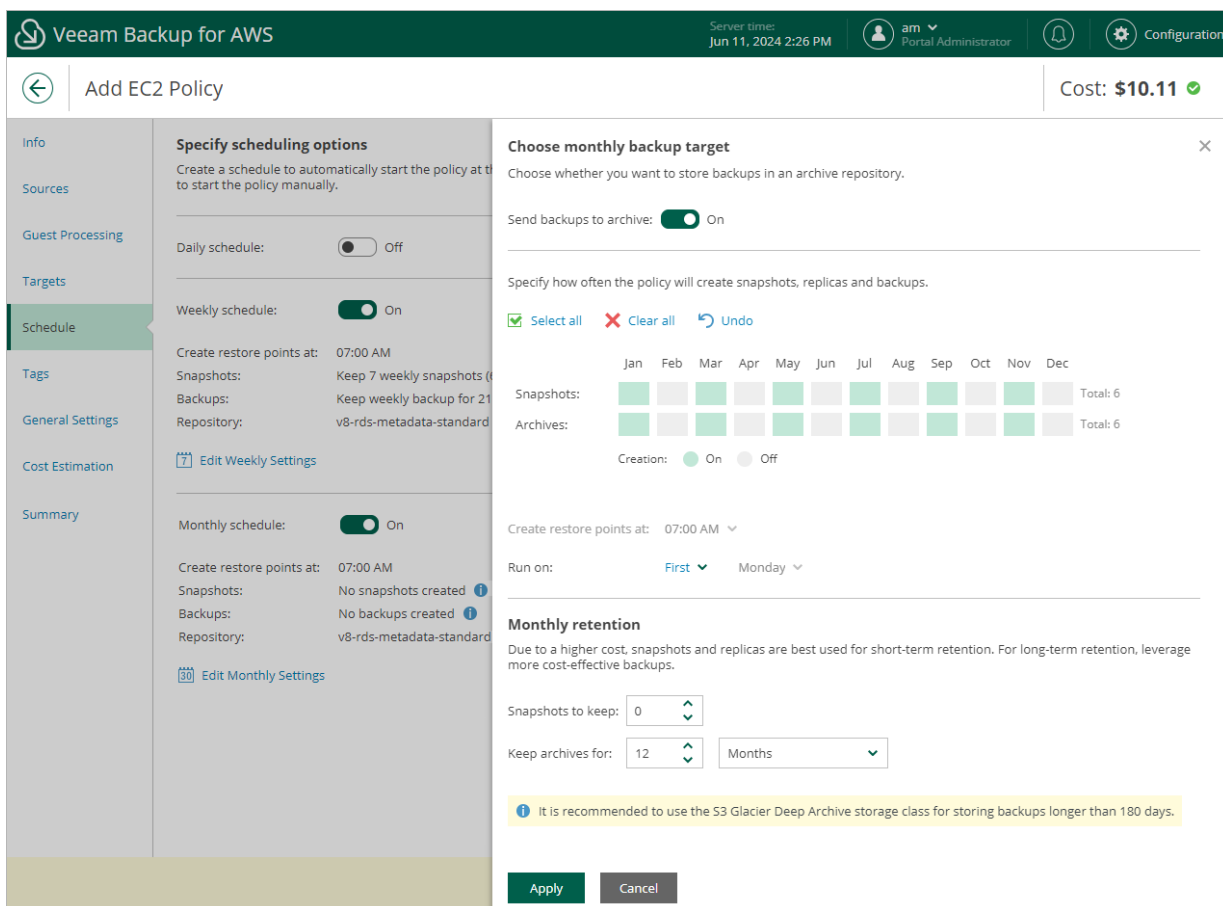 Veeam Backup for AWS
Server time:
Jun 11, 2024 2:26 PM
am
Portal Administrator
Configuration
Add EC2 Policy
Cost: $10.11
Info
Sources
Guest Processing
Targets
Schedule
Tags
General Settings
Cost Estimation
Summary
Specify scheduling options
Create a schedule to automatically start the policy at th
to start the policy manually.
Daily schedule: Off
Weekly schedule: On
Create restore points at: 07:00 AM
Snapshots: Keep 7 weekly snapshots (6
Backups: Keep weekly backup for 21
Repository: v8-rds-metadata-standard
7 Edit Weekly Settings
Monthly schedule: On
Create restore points at: 07:00 AM
Snapshots: No snapshots created
Backups: No backups created
Repository: v8-rds-metadata-standard
30 Edit Monthly Settings
Choose monthly backup target
Choose whether you want to store backups in an archive repository.
Send backups to archive: On
Specify how often the policy will create snapshots, replicas and backups.
Select all Clear all Undo
Jan Feb Mar Apr May Jun Jul Aug Sep Oct Nov Dec
Snapshots: Total: 6
Archives: Total: 6
Creation: On Off
Create restore points at: 07:00 AM
Run on: First Monday
Monthly retention
Due to a higher cost, snapshots and replicas are best used for short-term retention. For long-term retention, leverage
more cost-effective backups.
Snapshots to keep: 0
Keep archives for: 12 Months
It is recommended to use the S3 Glacier Deep Archive storage class for storing backups longer than 180 days.
Apply Cancel